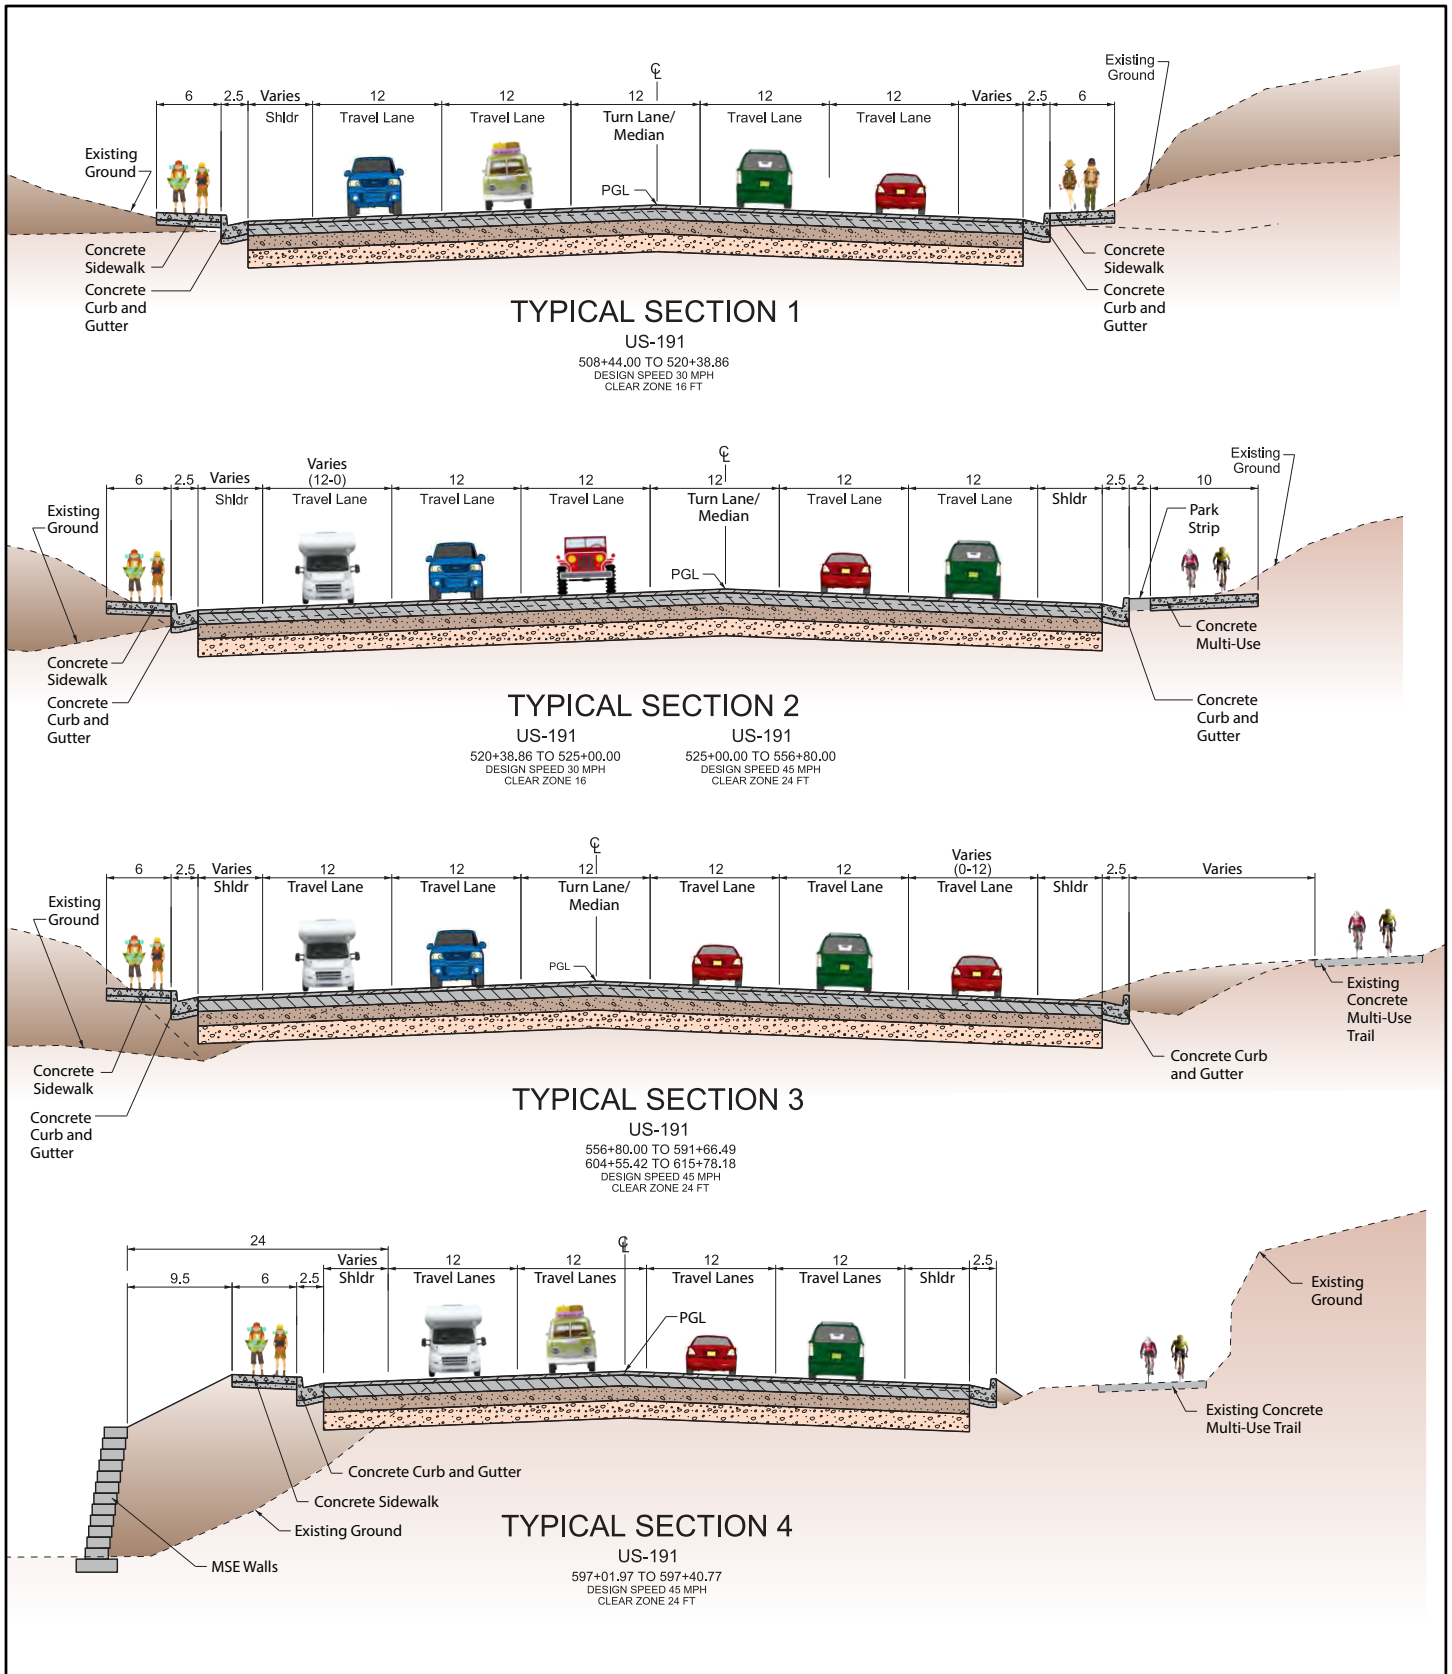 ℄
Existing
Ground
6 2.5 Varies 12 12 12 12 12 Varies 2.5 6
Shldr Travel Lane Travel Lane Turn Lane/ Travel Lane Travel Lane
Median
Existing
Ground
PGL
Concrete
Sidewalk
Concrete
Curb and
Gutter
Concrete
Sidewalk
Concrete
Curb and
Gutter
TYPICAL SECTION 1
US-191
508+44.00 TO 520+38.86
DESIGN SPEED 30 MPH
CLEAR ZONE 16 FT
℄
Existing
Ground
6 2.5 Varies Varies 12 12 12 12 12 2.5 2 10
(12-0)
Shldr Travel Lane Travel Lane Travel Lane Turn Lane/ Travel Lane Travel Lane Shldr
Median
Existing
Ground
Park
Strip
PGL
Concrete
Sidewalk
Concrete
Curb and
Gutter
Concrete
Multi-Use
Concrete
Curb and
Gutter
TYPICAL SECTION 2
US-191
520+38.86 TO 525+00.00
DESIGN SPEED 30 MPH
CLEAR ZONE 16
US-191
525+00.00 TO 556+80.00
DESIGN SPEED 45 MPH
CLEAR ZONE 24 FT
℄
6 2.5 Varies 12 12 12 12 12 Varies 2.5 Varies
(0-12)
Shldr Travel Lane Travel Lane Turn Lane/ Travel Lane Travel Lane Travel Lane Shldr
Median
Existing
Ground
PGL
Concrete
Sidewalk
Concrete
Curb and
Gutter
Existing
Concrete
Multi-Use
Trail
Concrete Curb
and Gutter
TYPICAL SECTION 3
US-191
556+80.00 TO 591+66.49
604+55.42 TO 615+78.18
DESIGN SPEED 45 MPH
CLEAR ZONE 24 FT
24 ℄
Varies 12 12 12 12 2.5
9.5 6 2.5 Shldr Travel Lanes Travel Lanes Travel Lanes Travel Lanes Shldr
Existing
Ground
PGL
Existing Concrete
Multi-Use Trail
Concrete Curb and Gutter
Concrete Sidewalk
Existing Ground
MSE Walls
TYPICAL SECTION 4
US-191
597+01.97 TO 597+40.77
DESIGN SPEED 45 MPH
CLEAR ZONE 24 FT